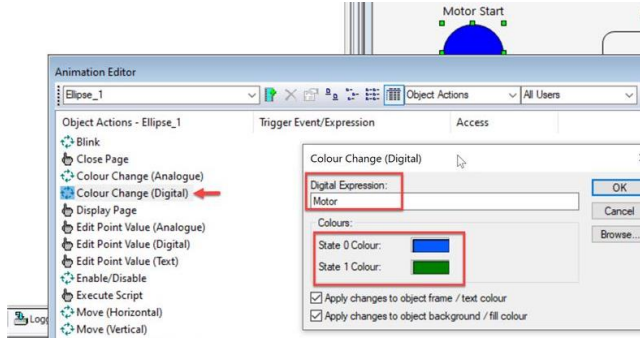 Motor Start
Animation Editor
Ellipse_1
Object Actions
All Users
Object Actions - Ellipse_1
Trigger Event/Expression
Access
Blink
Close Page
Colour Change (Analogue)
Colour Change (Digital)
Display Page
Edit Point Value (Analogue)
Edit Point Value (Digital)
Edit Point Value (Text)
Enable/Disable
Execute Script
Move (Horizontal)
Move (Vertical)
Colour Change (Digital)
Digital Expression:
Motor
OK
Cancel
Browse...
Colours:
State 0 Colour:
State 1 Colour:
Apply changes to object frame / text colour
Apply changes to object background / fill colour